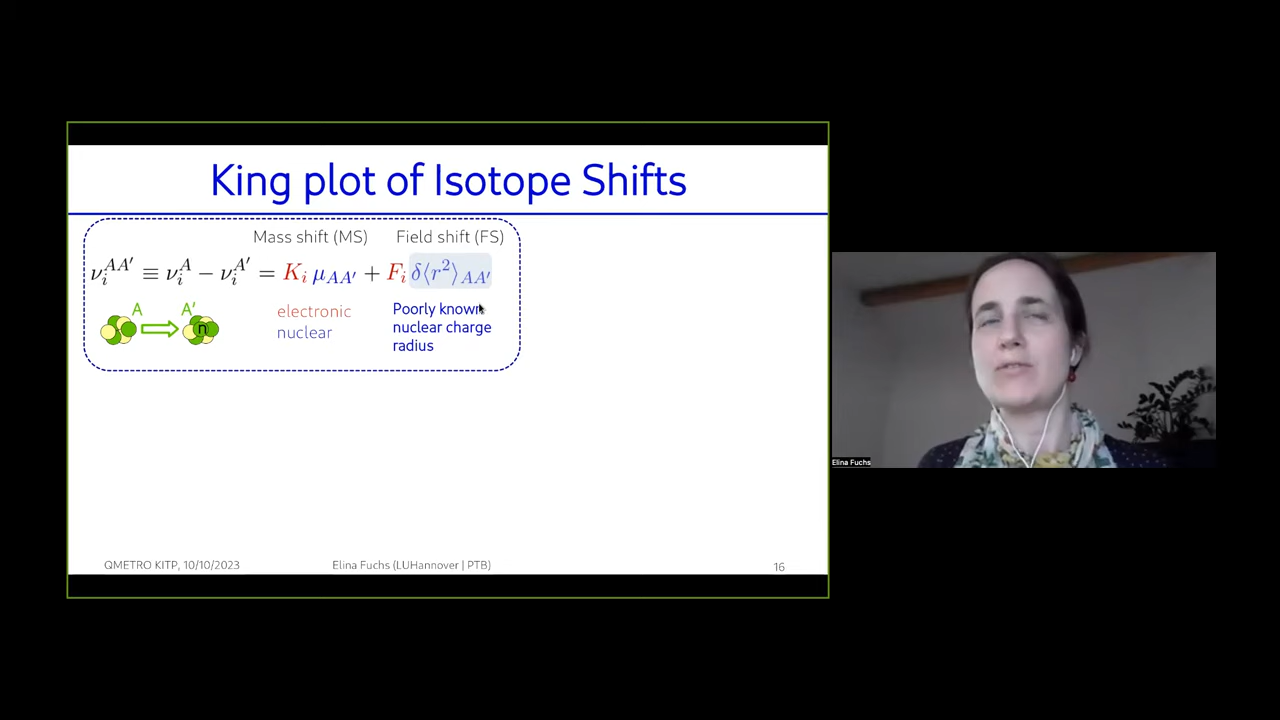 King plot of Isotope Shifts
Mass shift (MS) Field shift (FS)
ν_i^{AA′} ≡ ν_i^A − ν_i^{A′} = K_i μ_{AA′} + F_i δ⟨r²⟩_{AA′}
A A′
n
electronic
nuclear
Poorly known
nuclear charge
radius
QMETRO KITP, 10/10/2023 Elina Fuchs (LUHannover | PTB) 16
Elina Fuchs